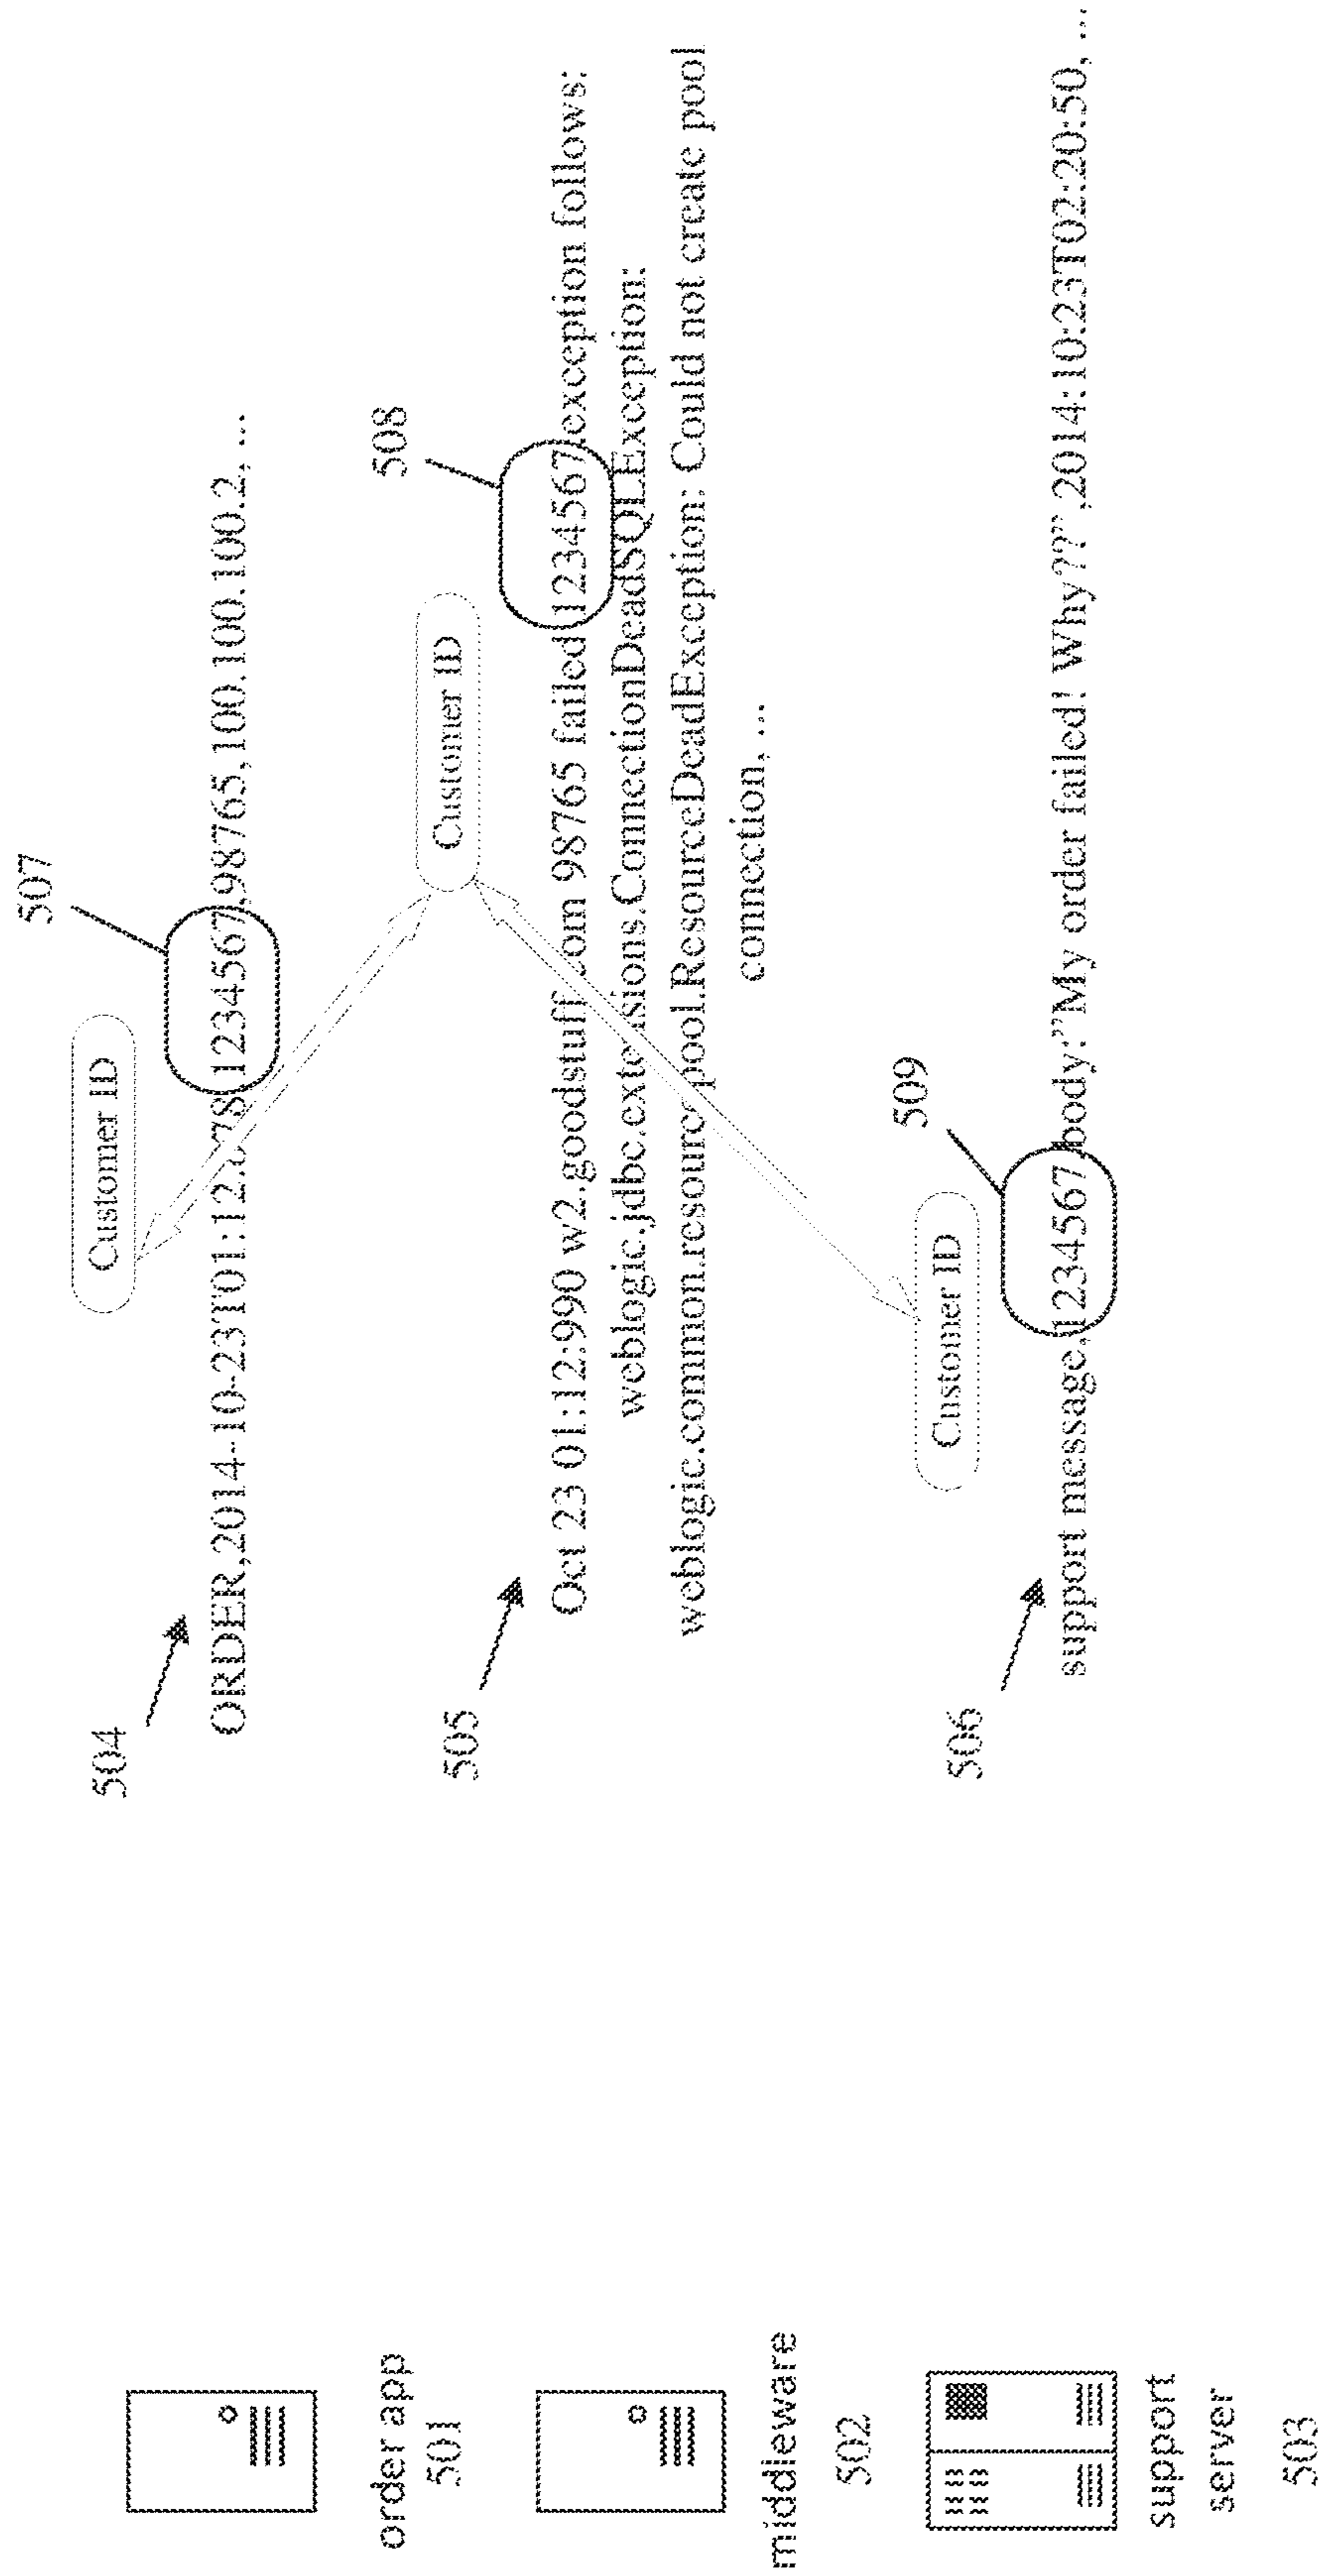 order app
501
504
ORDER,2014-10-23T01:12: 78 1234567,98765,100.100.100.2, ...
Customer ID
507
middleware
502
505
Oct 23 01:12:990 w2.goodstuff.com 98765 failed 1234567 exception follows:
weblogic.jdbc.extensions.ConnectionDeadSQLException:
weblogic.common.resourcepool.ResourceDeadException: Could not create pool
connection, ...
Customer ID
508
support
server
503
506
support message,1234567,body:"My order failed! Why??",2014:10:23T02:20:50, ...
Customer ID
509